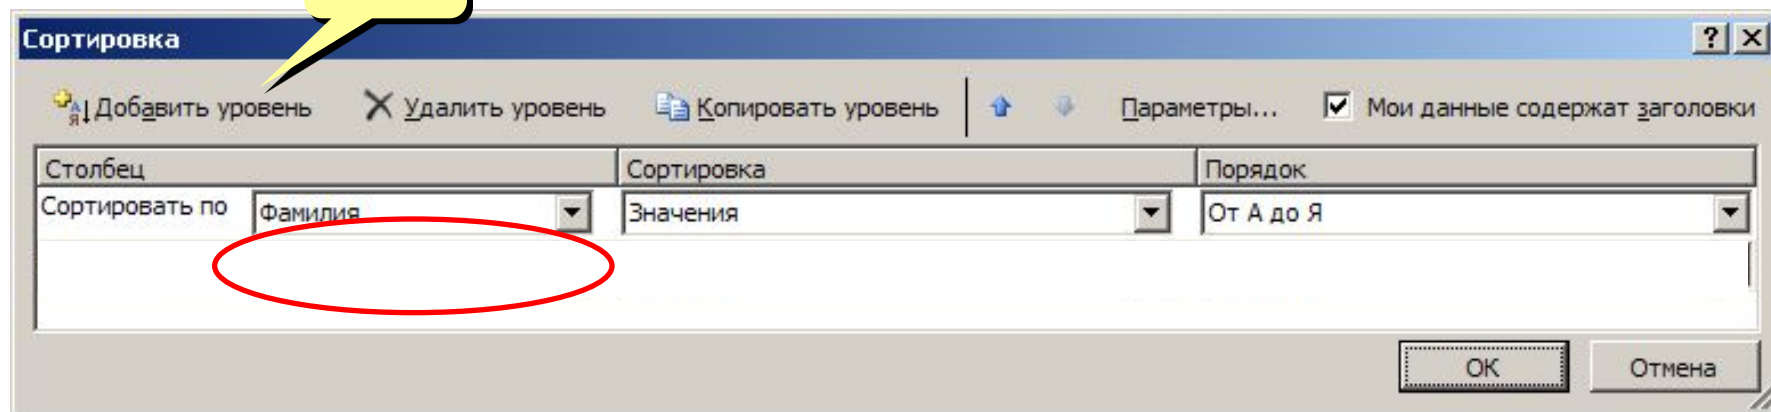 Сортировка
Добавить уровень Удалить уровень Копировать уровень Параметры... Мои данные содержат заголовки
Столбец Сортировка Порядок
Сортировать по Фамилия Значения От А до Я
ОК Отмена